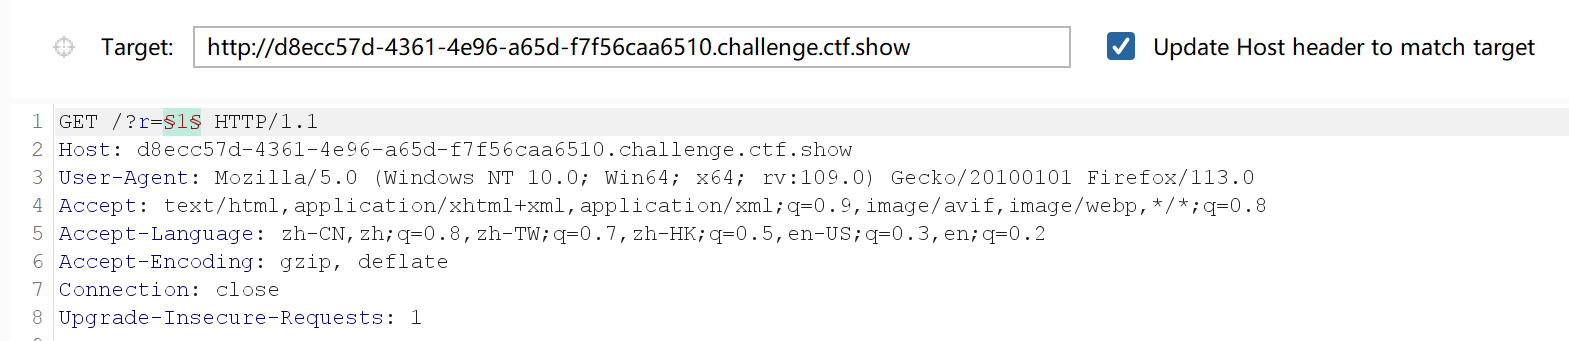 Target: http://d8ecc57d-4361-4e96-a65d-f7f56caa6510.challenge.ctf.show Update Host header to match target
1 GET /?r=§1§ HTTP/1.1
2 Host: d8ecc57d-4361-4e96-a65d-f7f56caa6510.challenge.ctf.show
3 User-Agent: Mozilla/5.0 (Windows NT 10.0; Win64; x64; rv:109.0) Gecko/20100101 Firefox/113.0
4 Accept: text/html,application/xhtml+xml,application/xml;q=0.9,image/avif,image/webp,*/*;q=0.8
5 Accept-Language: zh-CN,zh;q=0.8,zh-TW;q=0.7,zh-HK;q=0.5,en-US;q=0.3,en;q=0.2
6 Accept-Encoding: gzip, deflate
7 Connection: close
8 Upgrade-Insecure-Requests: 1